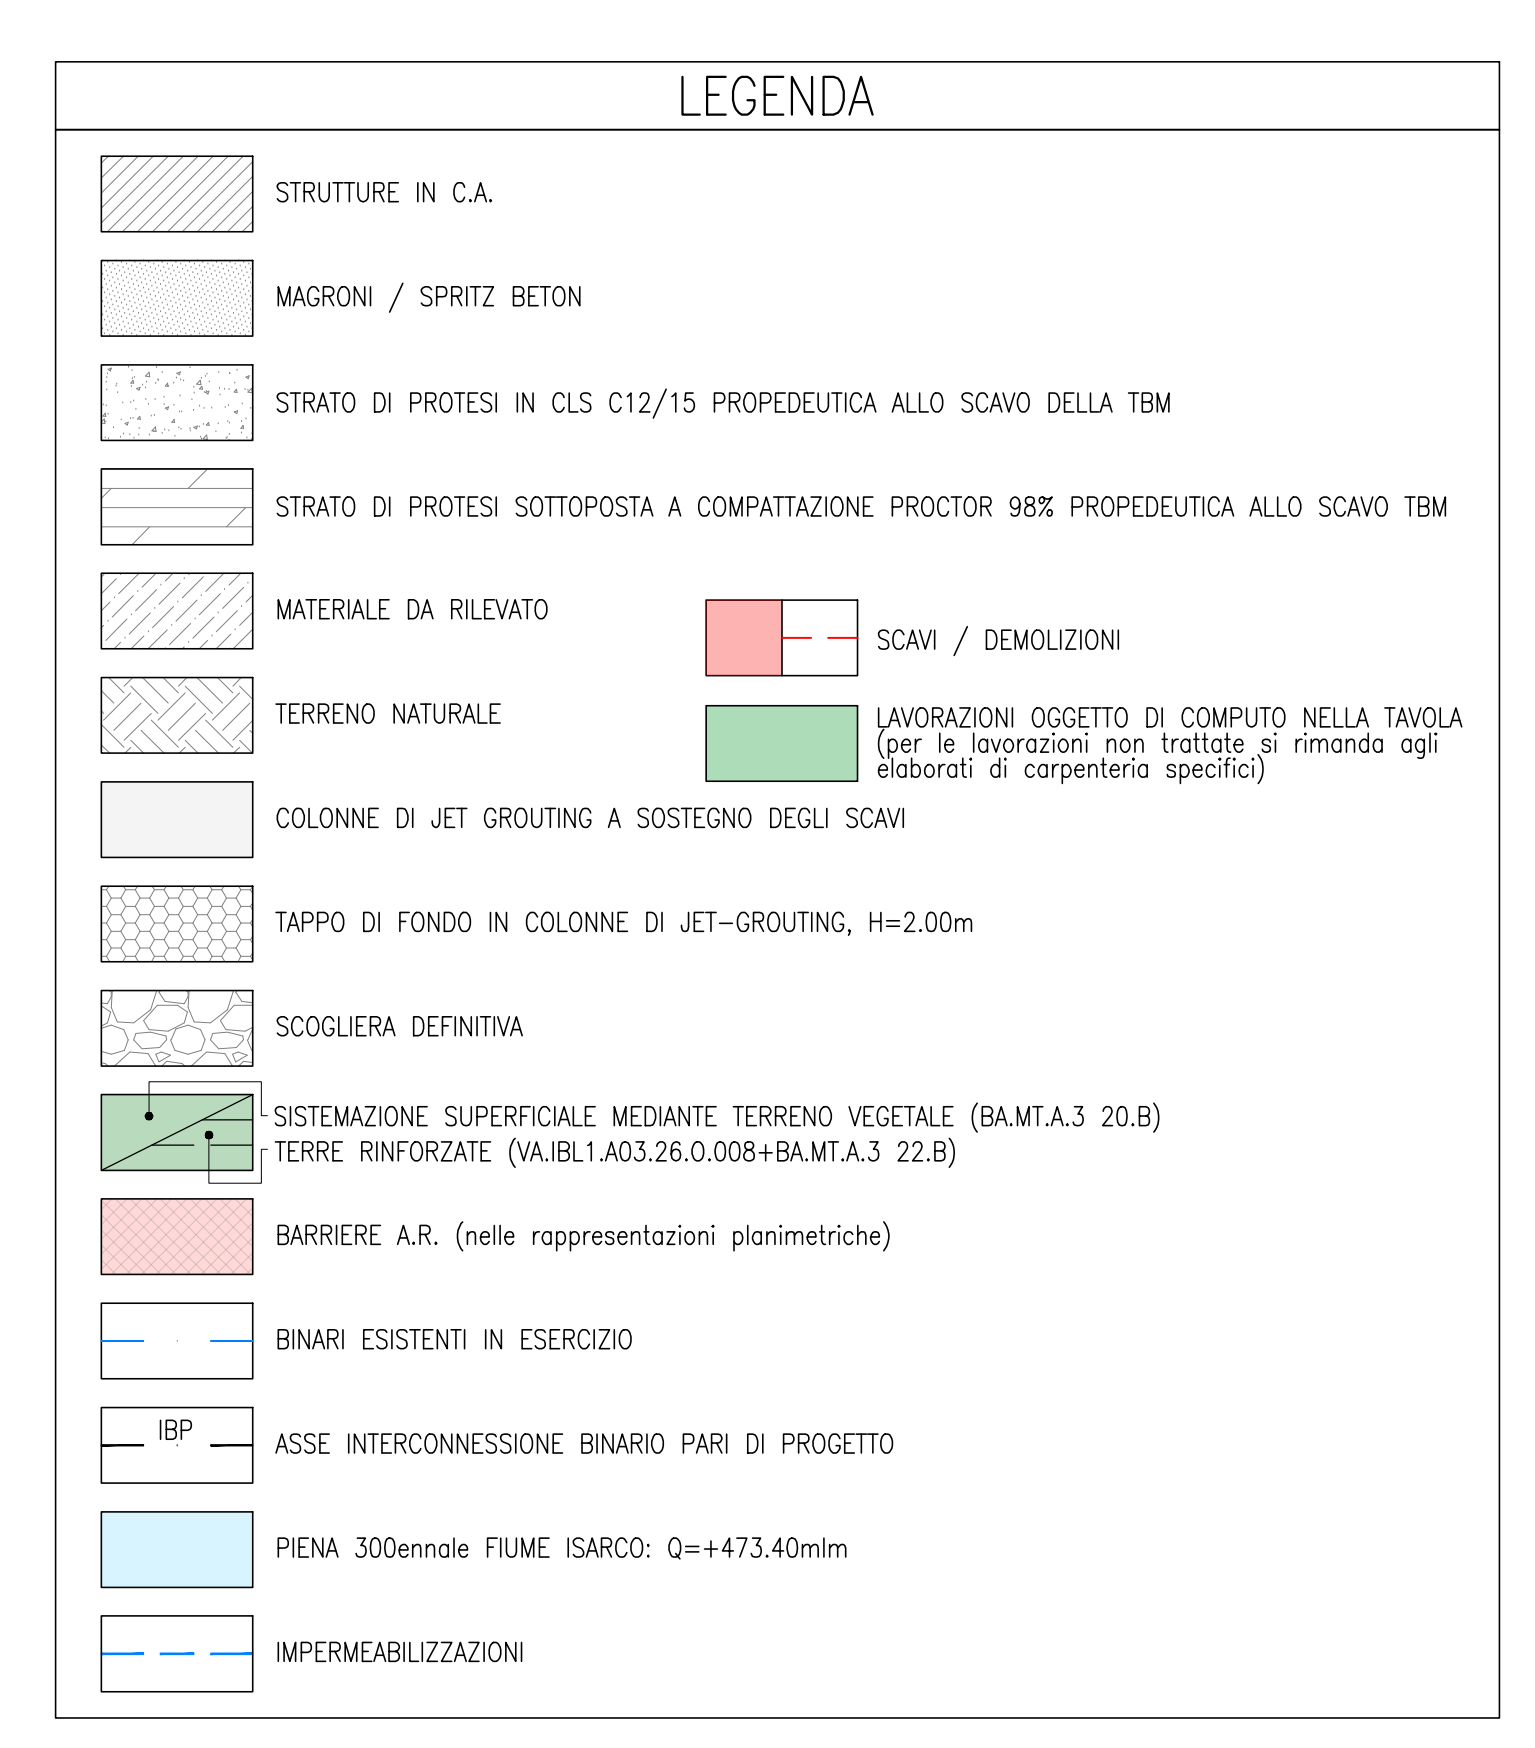 LEGENDA
STRUTTURE IN C.A.
MAGRONI / SPRITZ BETON
STRATO DI PROTESI IN CLS C12/15 PROPEDEUTICA ALLO SCAVO DELLA TBM
STRATO DI PROTESI SOTTOPOSTA A COMPATTAZIONE PROCTOR 98% PROPEDEUTICA ALLO SCAVO TBM
MATERIALE DA RILEVATO
SCAVI / DEMOLIZIONI
TERRENO NATURALE
LAVORAZIONI OGGETTO DI COMPUTO NELLA TAVOLA
(per le lavorazioni non trattate si rimanda agli
elaborati di carpenteria specifici)
COLONNE DI JET GROUTING A SOSTEGNO DEGLI SCAVI
TAPPO DI FONDO IN COLONNE DI JET-GROUTING, H=2.00m
SCOGLIERA DEFINITIVA
SISTEMAZIONE SUPERFICIALE MEDIANTE TERRENO VEGETALE (BA.MT.A.3 20.B)
TERRE RINFORZATE (VA.IBL1.A03.26.O.008+BA.MT.A.3 22.B)
BARRIERE A.R. (nelle rappresentazioni planimetriche)
BINARI ESISTENTI IN ESERCIZIO
IBP
ASSE INTERCONNESSIONE BINARIO PARI DI PROGETTO
PIENA 300ennale FIUME ISARCO: Q=+473.40mlm
IMPERMEABILIZZAZIONI